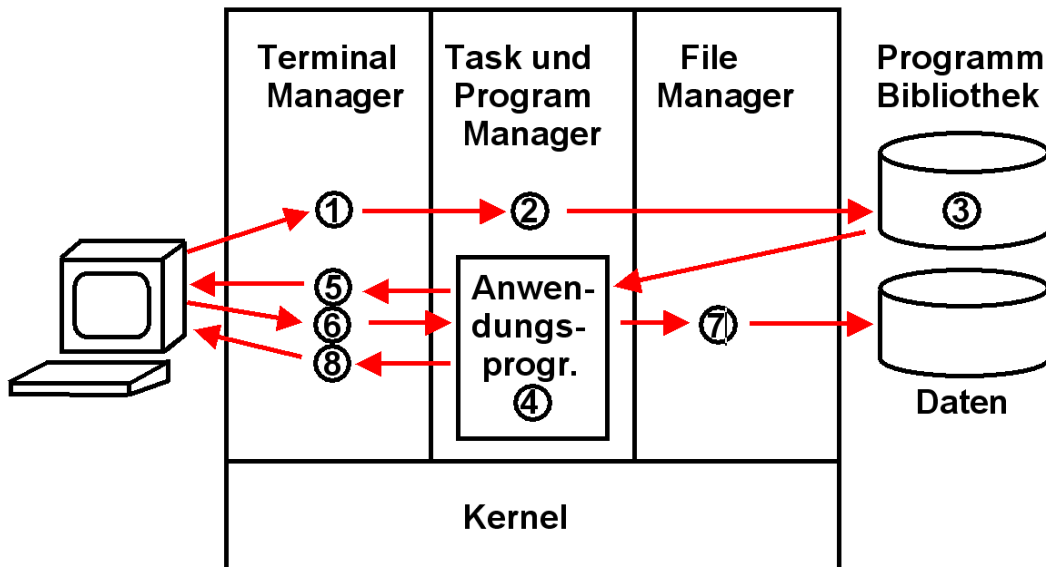 Terminal
Manager
Task und
Program
Manager
File
Manager
Programm
Bibliothek
1
2
3
5
6
8
Anwen-
dungs-
progr.
4
7
Daten
Kernel